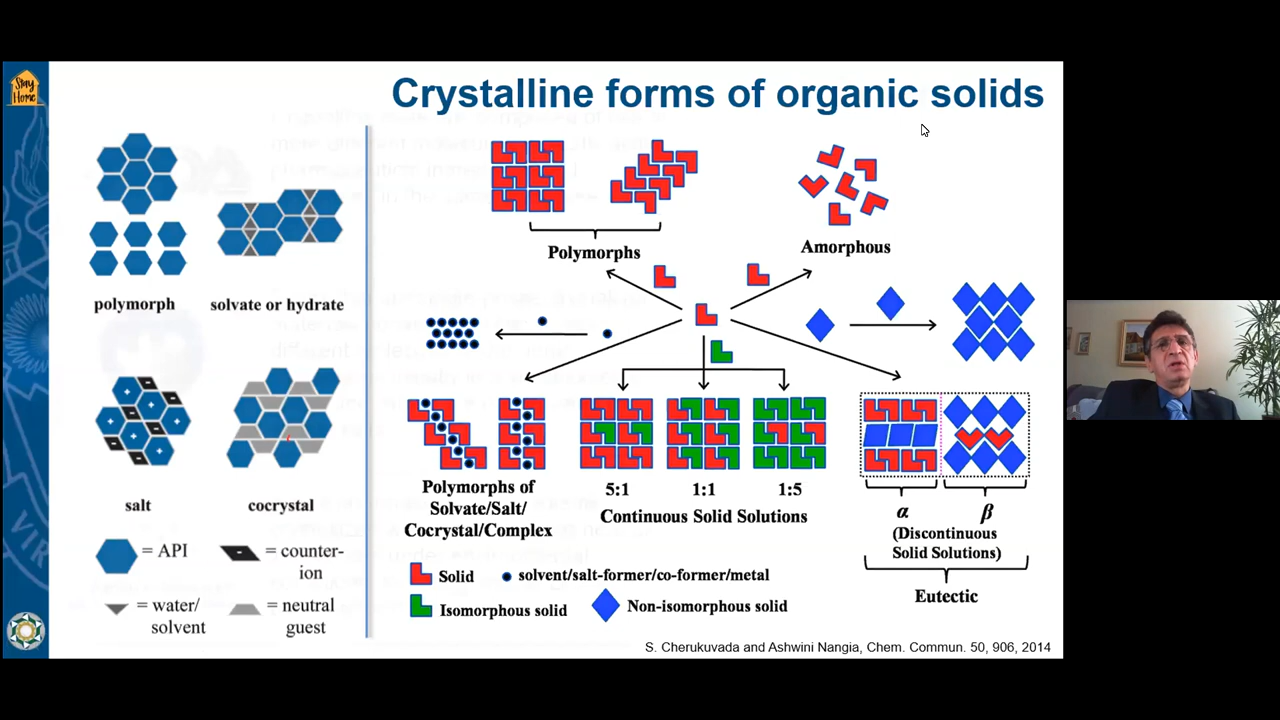 Stay
Home
Crystalline forms of organic solids
polymorph
solvate or hydrate
salt
cocrystal
= API
= counter-
ion
= water/
solvent
= neutral
guest
Polymorphs
Amorphous
Polymorphs of
Solvate/Salt/
Cocrystal/Complex
5:1
1:1
1:5
Continuous Solid Solutions
α
β
(Discontinuous
Solid Solutions)
Eutectic
Solid
solvent/salt-former/co-former/metal
Isomorphous solid
Non-isomorphous solid
S. Cherukuvada and Ashwini Nangia, Chem. Commun. 50, 906, 2014